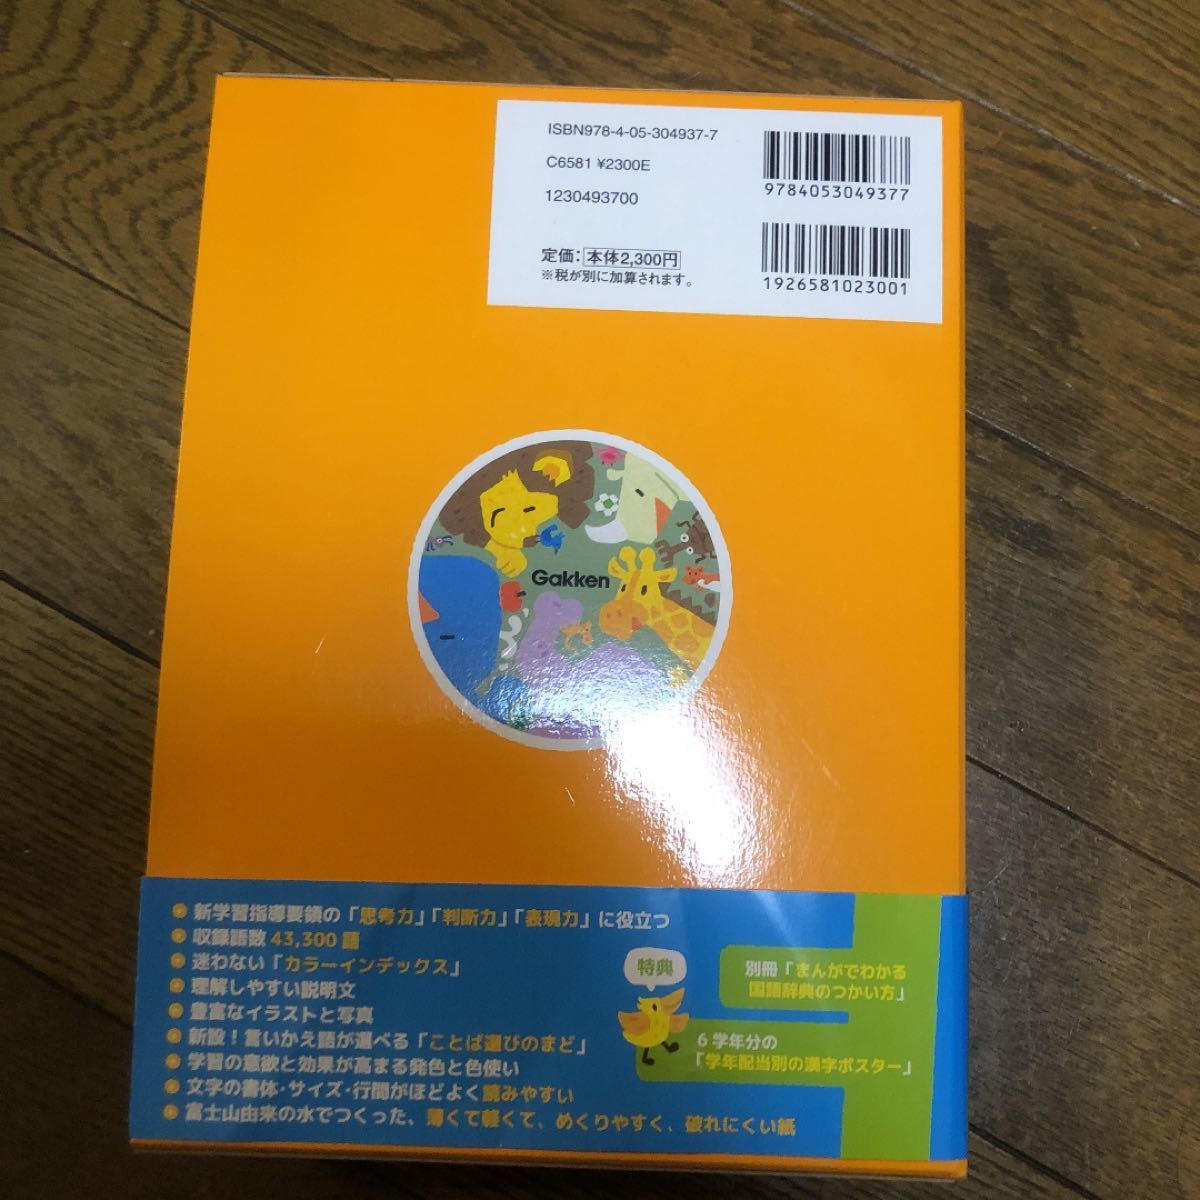 ISBN978-4-05-304937-7
C6581 ¥2300E
1230493700
定価：本体2,300円
※税が別に加算されます。
9784053049377
1926581023001
Gakken
新学習指導要領の「思考力」「判断力」「表現力」に役立つ
収録語数 43,300 語
迷わない「カラーインデックス」
理解しやすい説明文
豊富なイラストと写真
新設！言いかえ語が選べる「ことば選びのまど」
学習の意欲と効果が高まる発色と色使い
文字の書体・サイズ・行間がほどよく読みやすい
富士山由来の水でつくった、薄くて軽くて、めくりやすく、破れにくい紙
特典
別冊「まんがでわかる
国語辞典のつかい方」
6 学年分の
「学年配当別の漢字ポスター」